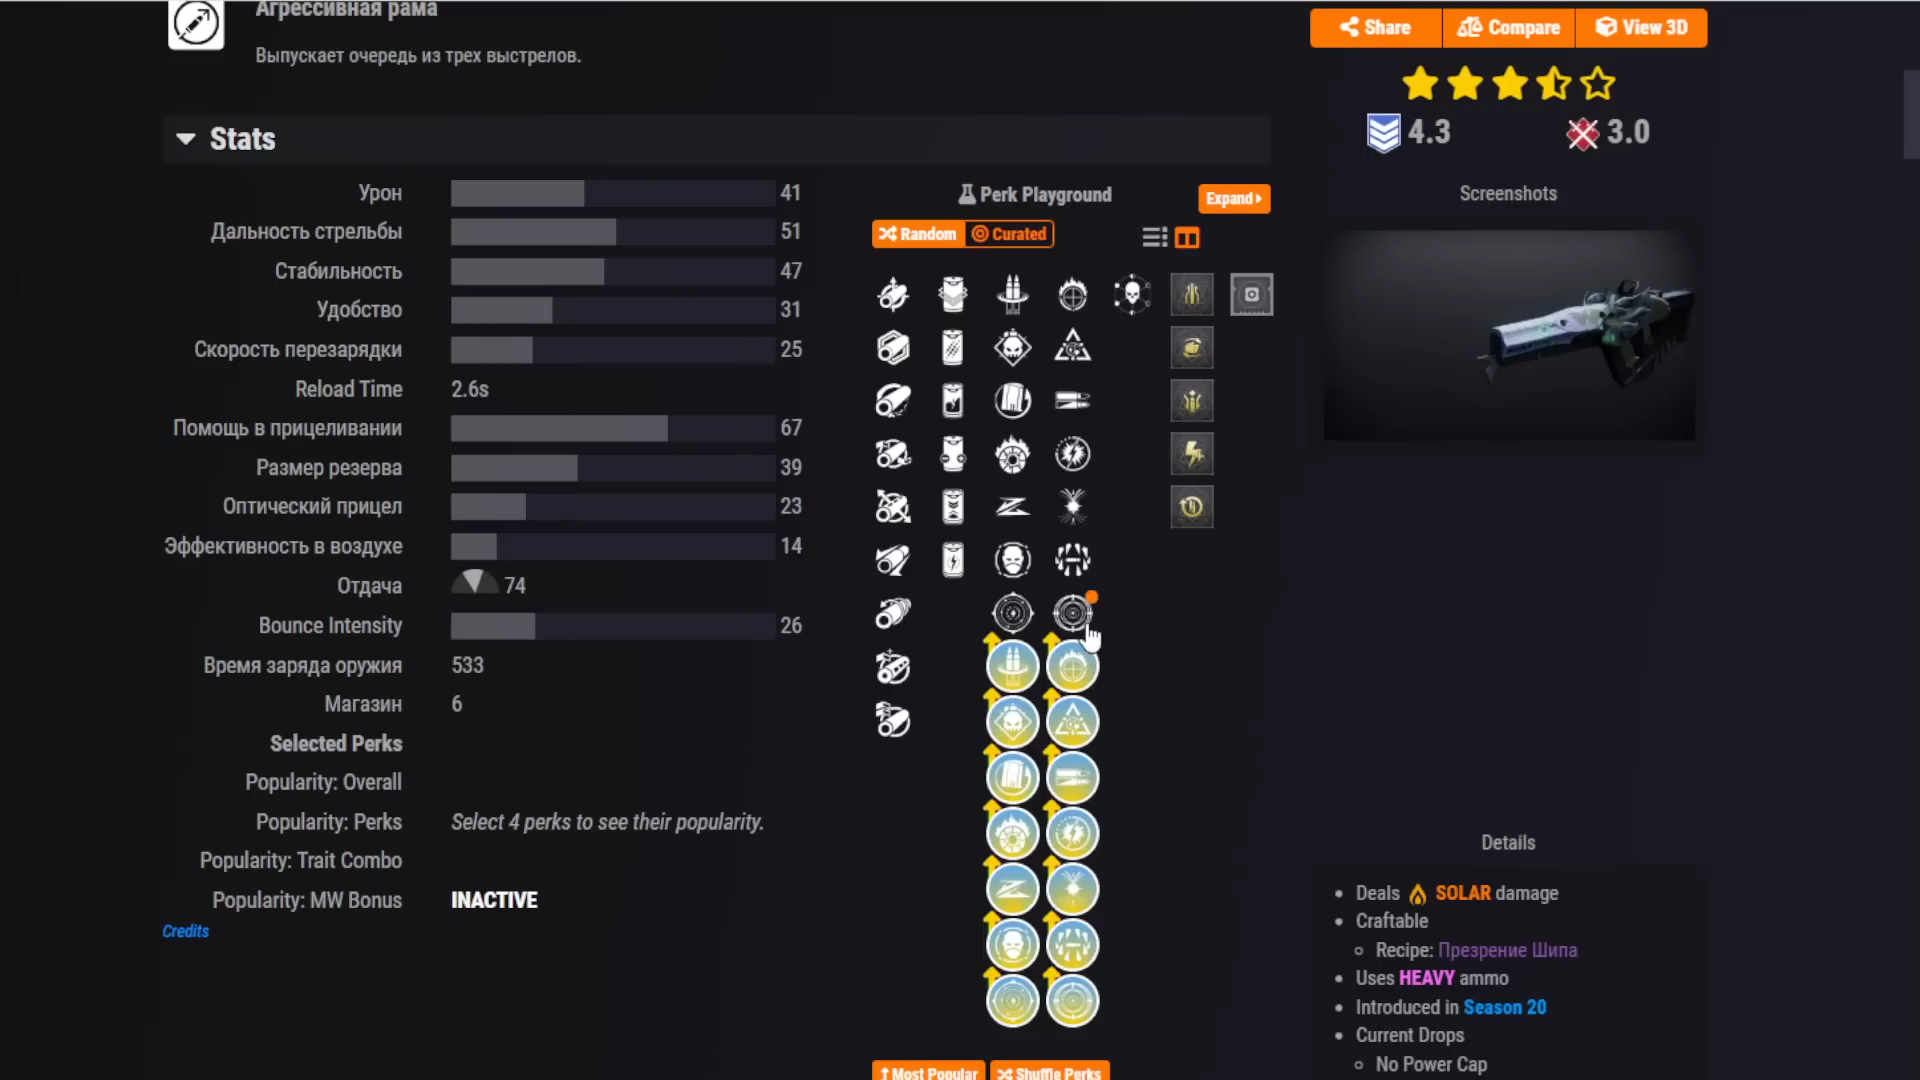 Агрессивная рама
Выпускает очередь из трех выстрелов.
Share
Compare
View 3D
4.3
3.0
Stats
Урон 41
Дальность стрельбы 51
Стабильность 47
Удобство 31
Скорость перезарядки 25
Reload Time 2.6s
Помощь в прицеливании 67
Размер резерва 39
Оптический прицел 23
Эффективность в воздухе 14
Отдача 74
Bounce Intensity 26
Время заряда оружия 533
Магазин 6
Selected Perks
Popularity: Overall
Popularity: Perks Select 4 perks to see their popularity.
Popularity: Trait Combo
Popularity: MW Bonus INACTIVE
Credits
Perk Playground
Expand
Random
Curated
Most Popular
Shuffle Perks
Screenshots
Details
Deals SOLAR damage
Craftable
Recipe: Презрение Шипа
Uses HEAVY ammo
Introduced in Season 20
Current Drops
No Power Cap